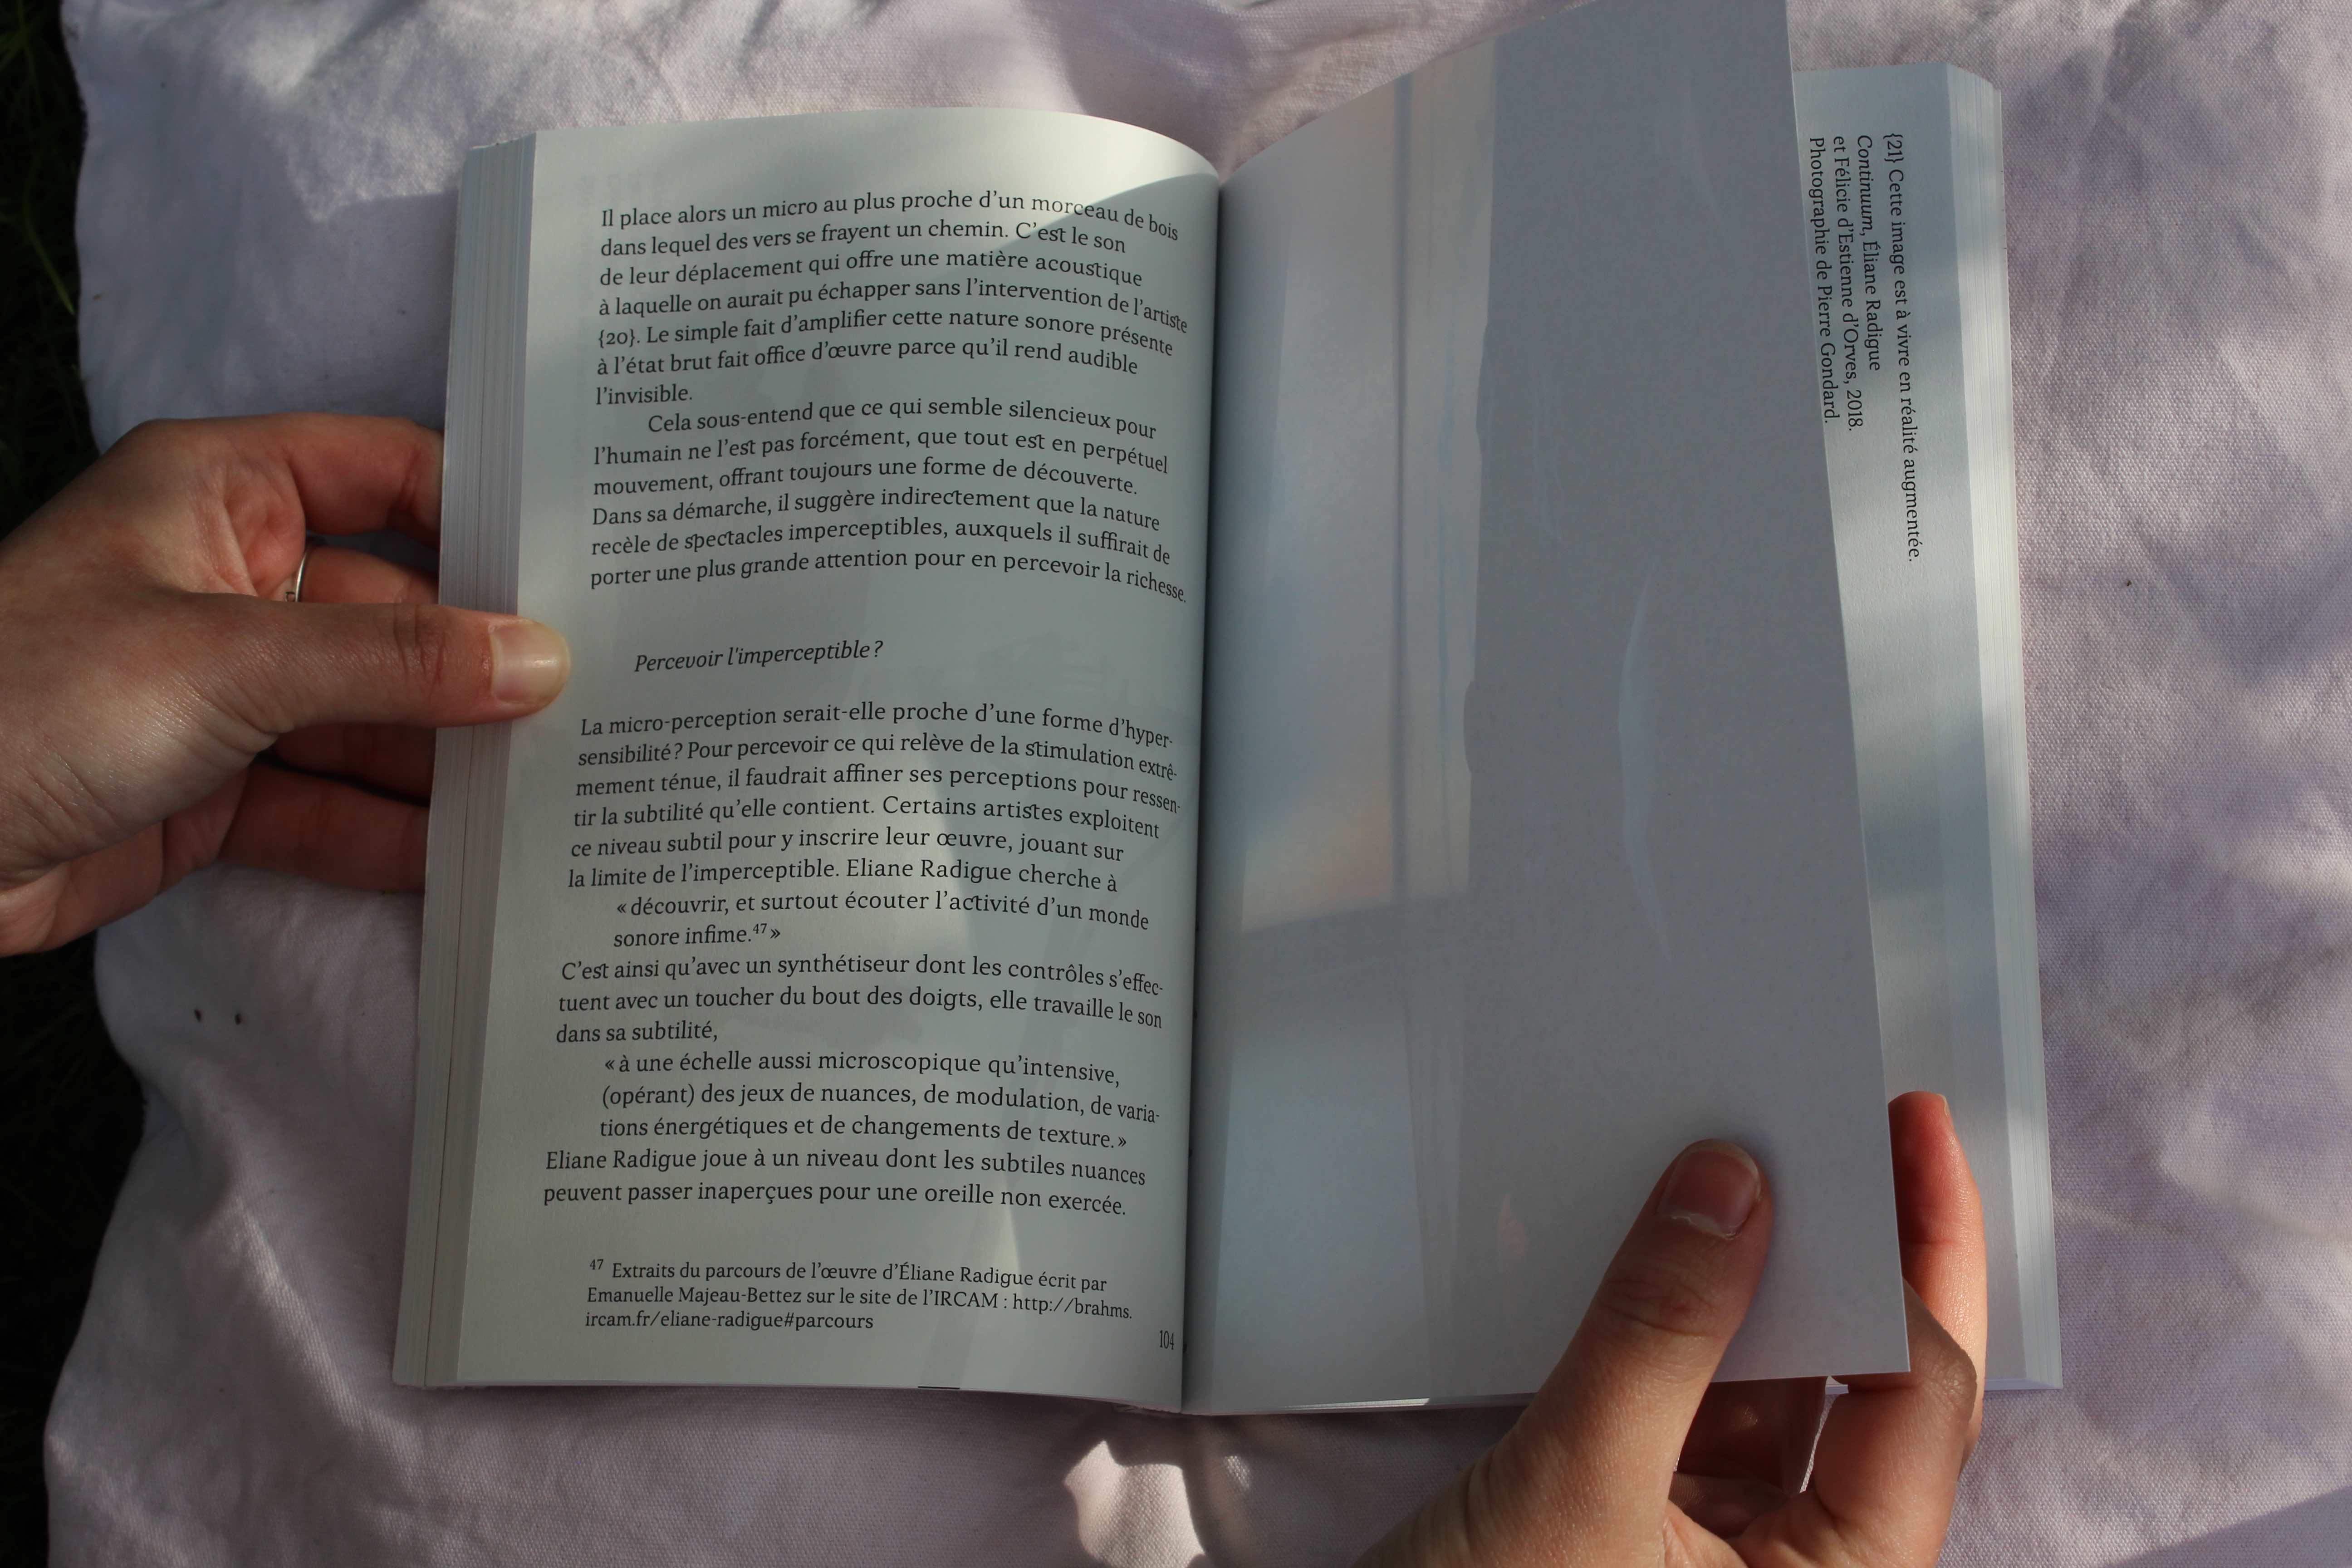 Il place alors un micro au plus proche d’un morceau de bois
dans lequel des vers se frayent un chemin. C’est le son
de leur déplacement qui offre une matière acoustique
à laquelle on aurait pu échapper sans l’intervention de l’artiste
{20}. Le simple fait d’amplifier cette nature sonore présente
à l’état brut fait office d’œuvre parce qu’il rend audible
l’invisible.
Cela sous-entend que ce qui semble silencieux pour
l’humain ne l’est pas forcément, que tout est en perpétuel
mouvement, offrant toujours une forme de découverte.
Dans sa démarche, il suggère indirectement que la nature
recèle de spectacles imperceptibles, auxquels il suffirait de
porter une plus grande attention pour en percevoir la richesse.
Percevoir l'imperceptible ?
La micro-perception serait-elle proche d’une forme d’hyper-
sensibilité ? Pour percevoir ce qui relève de la stimulation extrê-
mement ténue, il faudrait affiner ses perceptions pour ressen-
tir la subtilité qu’elle contient. Certains artistes exploitent
ce niveau subtil pour y inscrire leur œuvre, jouant sur
la limite de l’imperceptible. Eliane Radigue cherche à
« découvrir, et surtout écouter l’activité d’un monde
sonore infime.⁴⁷ »
C’est ainsi qu’avec un synthétiseur dont les contrôles s’effec-
tuent avec un toucher du bout des doigts, elle travaille le son
dans sa subtilité,
« à une échelle aussi microscopique qu’intensive,
(opérant) des jeux de nuances, de modulation, de varia-
tions énergétiques et de changements de texture. »
Eliane Radigue joue à un niveau dont les subtiles nuances
peuvent passer inaperçues pour une oreille non exercée.
⁴⁷ Extraits du parcours de l’œuvre d’Éliane Radigue écrit par
Emanuelle Majeau-Bettez sur le site de l’IRCAM : http://brahms.
ircam.fr/eliane-radigue#parcours
104
{21} Cette image est à vivre en réalité augmentée.
Continuum, Éliane Radigue
et Félicie d’Estienne d’Orves, 2018.
Photographie de Pierre Gondard.